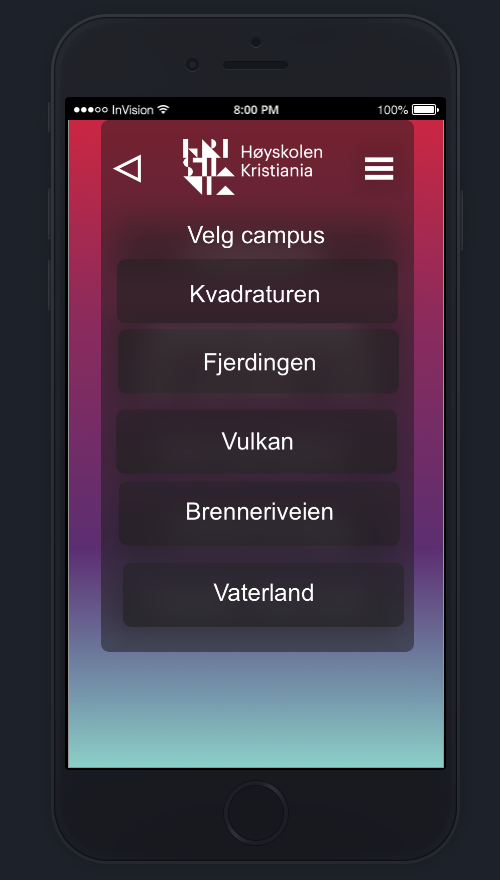 InVision 8:00 PM 100%
Høyskolen
Kristiania
Velg campus
Kvadraturen
Fjerdingen
Vulkan
Brenneriveien
Vaterland